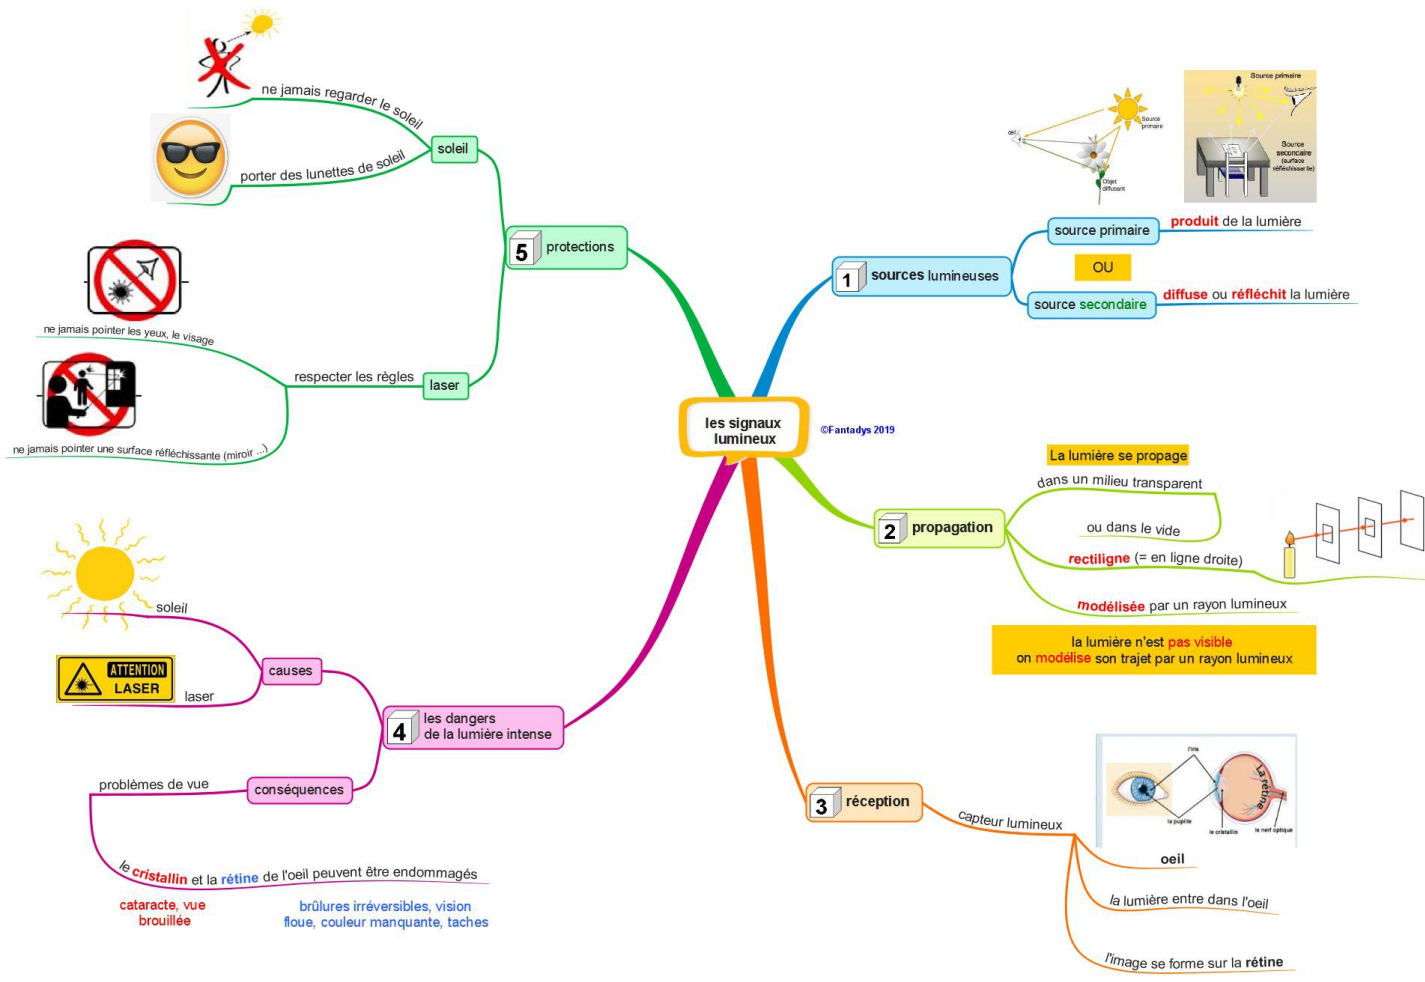 les signaux
lumineux
©Fantadys 2019
1
sources lumineuses
source primaire
produit de la lumière
OU
source secondaire
diffuse ou réfléchit la lumière
œil
Source
primaire
Objet
diffusant
Source primaire
Source
secondaire
(surface
réfléchissante)
2
propagation
La lumière se propage
dans un milieu transparent
ou dans le vide
rectiligne (= en ligne droite)
modélisée par un rayon lumineux
la lumière n'est pas visible
on modélise son trajet par un rayon lumineux
3
réception
capteur lumineux
l'iris
la pupille
le cristallin
La rétine
le nerf optique
oeil
la lumière entre dans l'oeil
l'image se forme sur la rétine
4
les dangers
de la lumière intense
causes
soleil
ATTENTION
LASER
laser
conséquences
problèmes de vue
le cristallin et la rétine de l'oeil peuvent être endommagés
cataracte, vue
brouillée
brûlures irréversibles, vision
floue, couleur manquante, taches
5
protections
soleil
ne jamais regarder le soleil
porter des lunettes de soleil
laser
respecter les règles
ne jamais pointer les yeux, le visage
ne jamais pointer une surface réfléchissante (miroir ...)